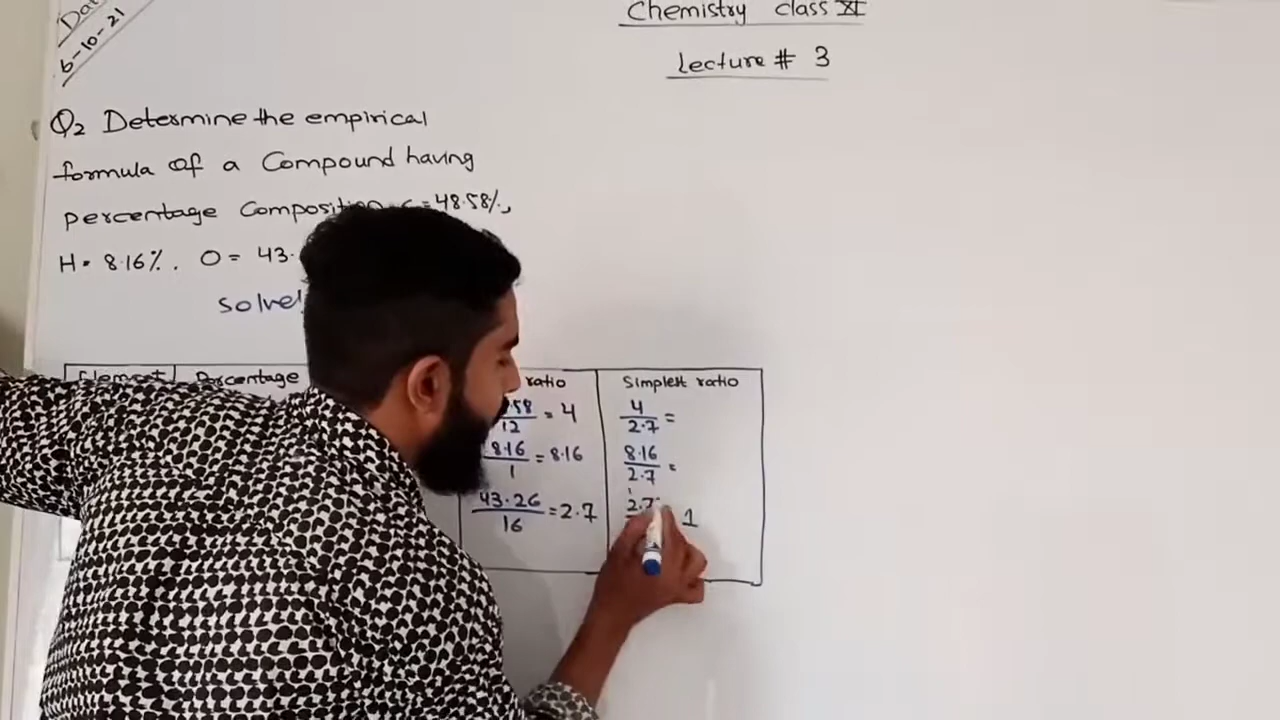 6-10-21
Chemistry class XI
Lecture # 3
Q2 Determine the empirical
formula of a Compound having
percentage Composition C = 48.58%,
H = 8.16%. O = 43.
Solve
Element Percentage ratio Simplest ratio
.58/12 = 4 4/2.7 =
8.16/1 = 8.16 8.16/2.7 =
43.26/16 = 2.7 2.7 1